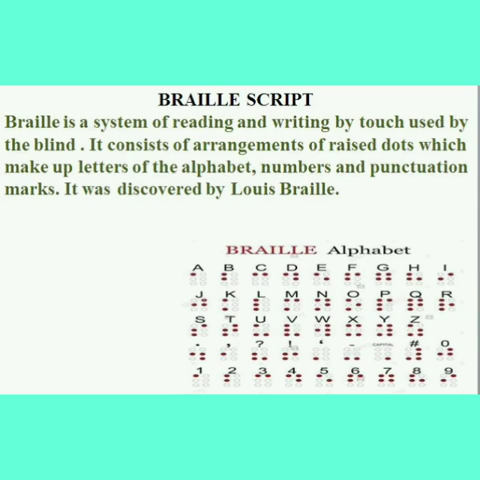 BRAILLE SCRIPT
Braille is a system of reading and writing by touch used by
the blind . It consists of arrangements of raised dots which
make up letters of the alphabet, numbers and punctuation
marks. It was discovered by Louis Braille.
BRAILLE Alphabet
A B C D E F G H I
J K L M N O P Q R
S T U V W X Y Z
. , ? ! ‘ - CAPITAL # 0
1 2 3 4 5 6 7 8 9